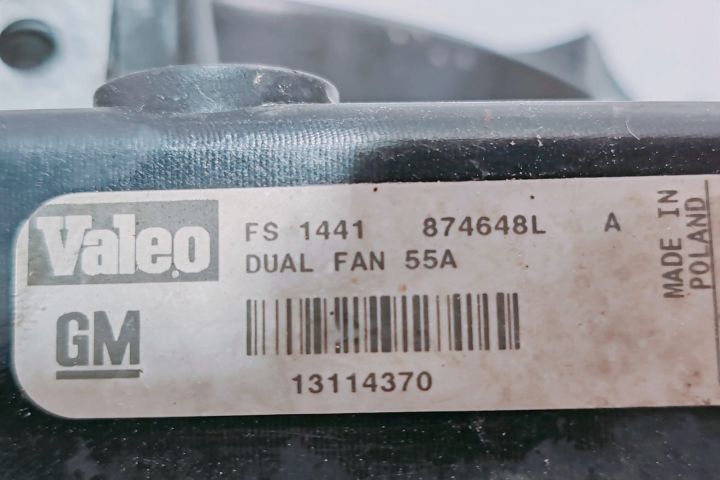 Valeo
FS 1441 874648L A
DUAL FAN 55A
GM
13114370
MADE IN
POLAND